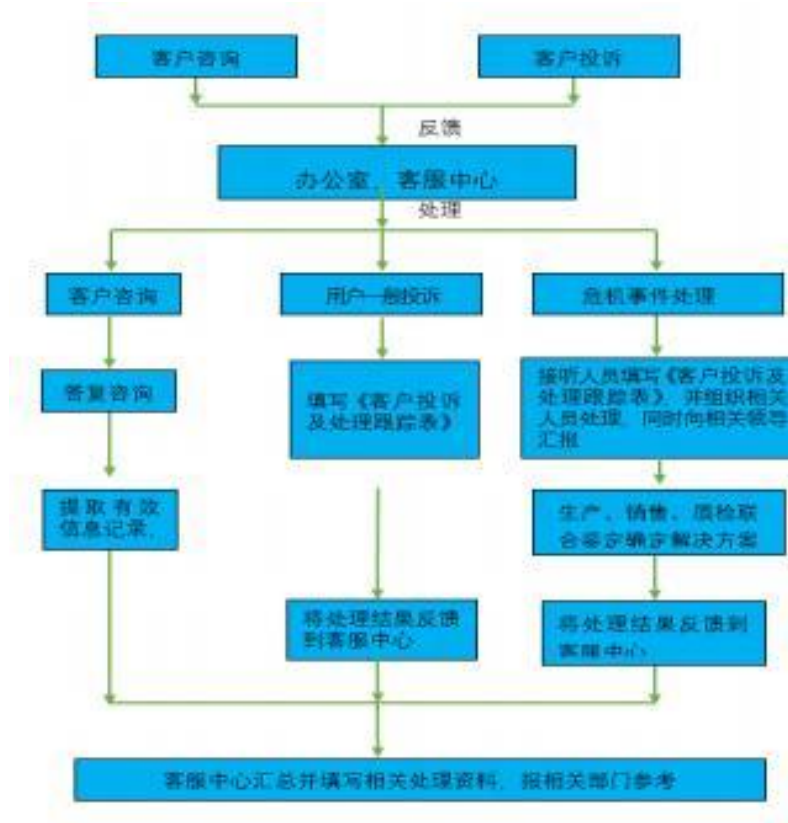 客户咨询
客户投诉
反馈
办公室、客服中心
处理
客户咨询
用户一般投诉
危机事件处理
答复咨询
填写《客户投诉
及处理跟踪表》
接听人员填写《客户投诉及
处理跟踪表》，并组织相关
人员处理，同时向相关领导
汇报
提取有效
信息记录。
生产、销售、质检联
合鉴定确定解决方案
将处理结果反馈
到客服中心
将处理结果反馈到
客服中心
客服中心汇总并填写相关处理资料，报相关部门参考